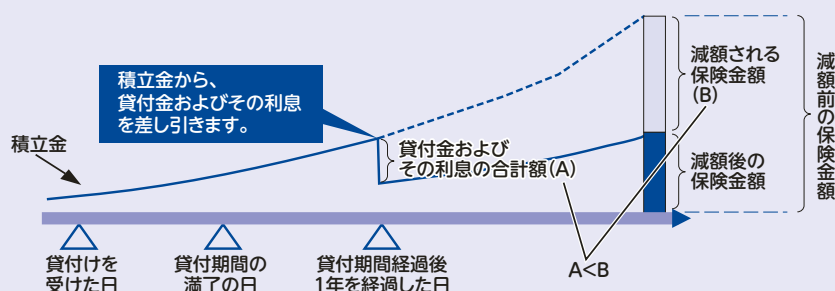 積立金から、
貸付金およびその利息
を差し引きます。
積立金
貸付金および
その利息の合計額(A)
減額される
保険金額
(B)
減額後の
保険金額
減額前の保険金額
貸付けを
受けた日
貸付期間の
満了の日
貸付期間経過後
1年を経過した日
A<B